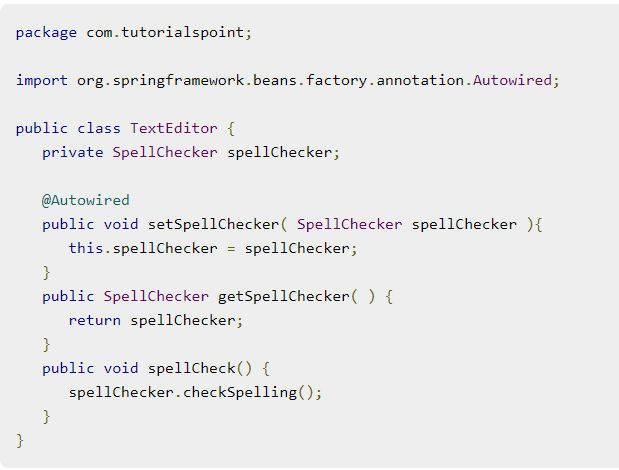 package com.tutorialspoint;
import org.springframework.beans.factory.annotation.Autowired;
public class TextEditor {
private SpellChecker spellChecker;
@Autowired
public void setSpellChecker( SpellChecker spellChecker ){
this.spellChecker = spellChecker;
}
public SpellChecker getSpellChecker( ) {
return spellChecker;
}
public void spellCheck() {
spellChecker.checkSpelling();
}
}